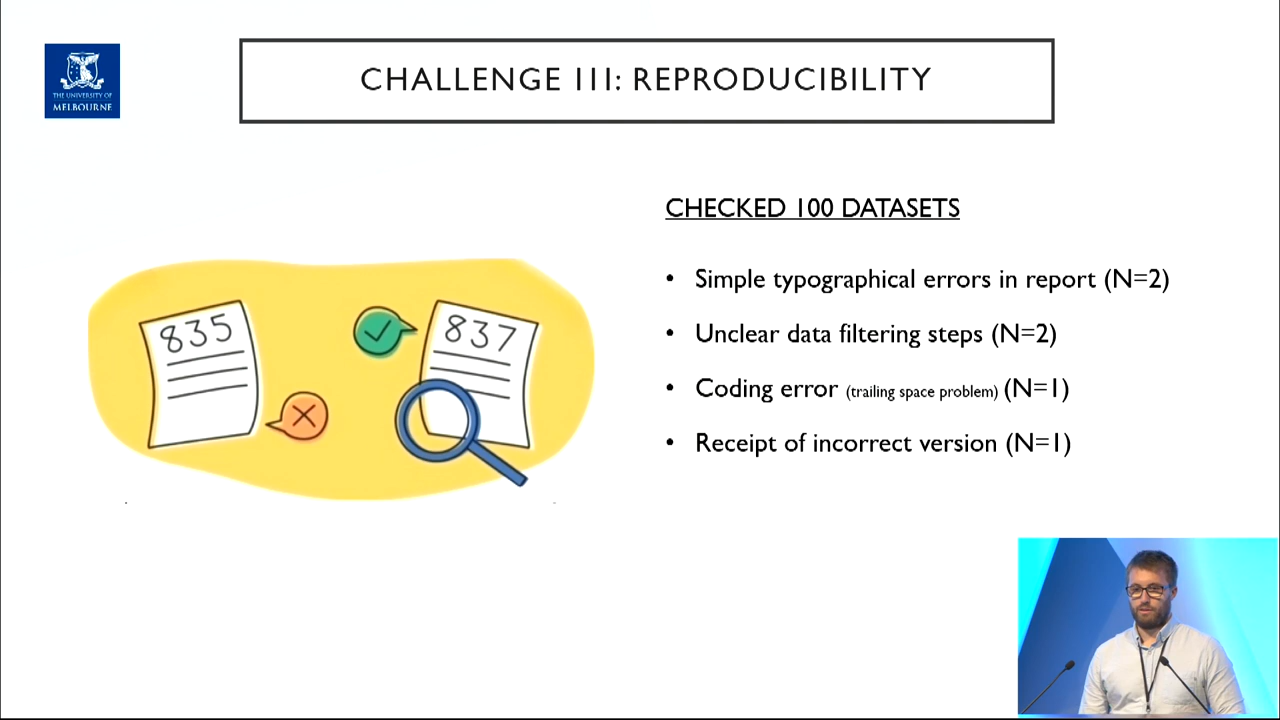 THE UNIVERSITY OF
MELBOURNE
CHALLENGE III: REPRODUCIBILITY
CHECKED 100 DATASETS
• Simple typographical errors in report (N=2)
• Unclear data filtering steps (N=2)
• Coding error (trailing space problem) (N=1)
• Receipt of incorrect version (N=1)
835
837